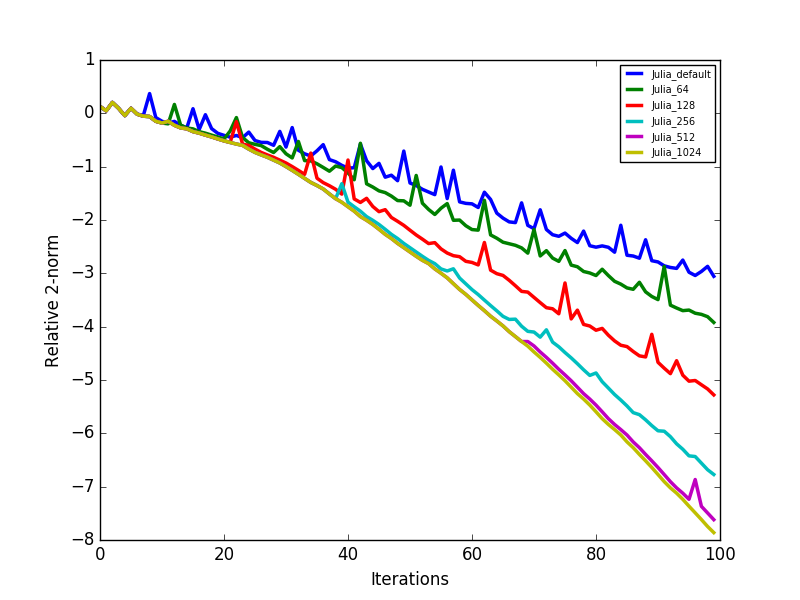 1
0
−1
−2
−3
−4
−5
−6
−7
−8
Relative 2-norm
0 20 40 60 80 100
Iterations
Julia_default
Julia_64
Julia_128
Julia_256
Julia_512
Julia_1024